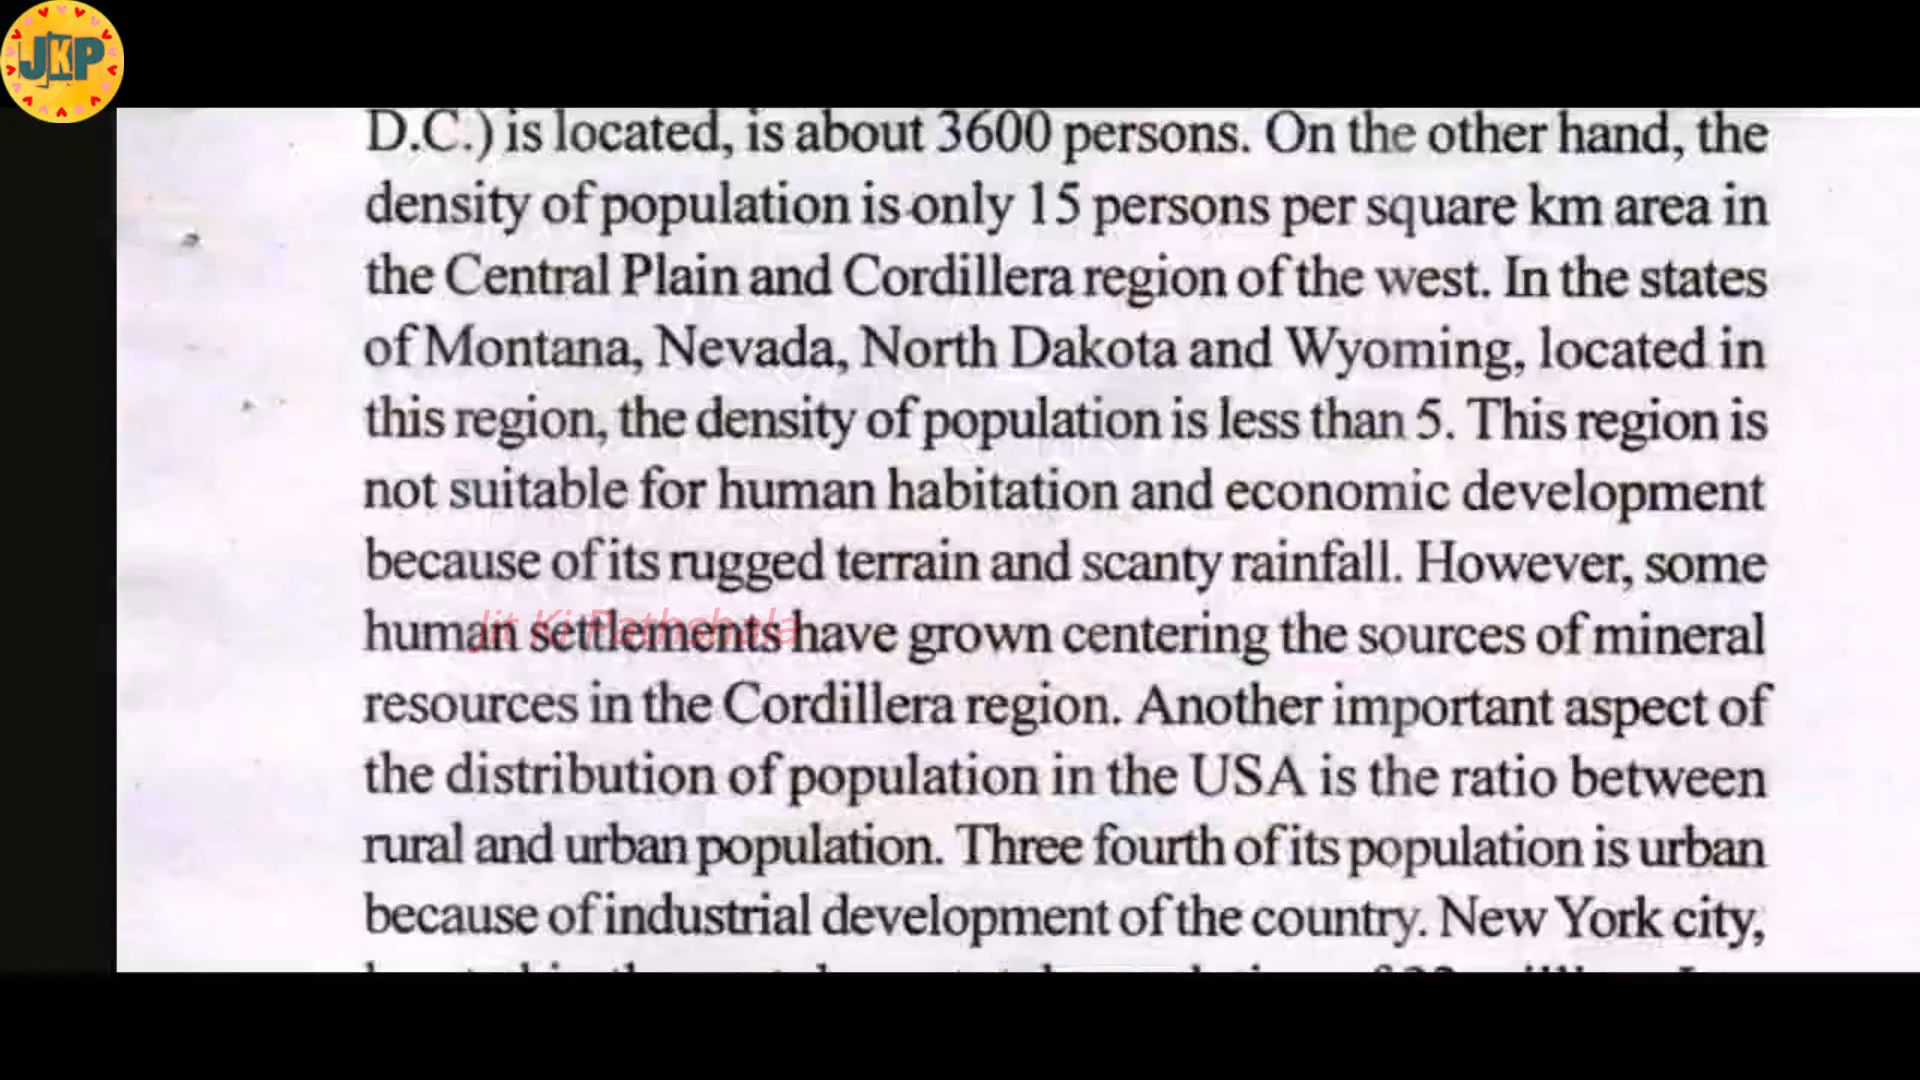 JKP
D.C.) is located, is about 3600 persons. On the other hand, the
density of population is only 15 persons per square km area in
the Central Plain and Cordillera region of the west. In the states
of Montana, Nevada, North Dakota and Wyoming, located in
this region, the density of population is less than 5. This region is
not suitable for human habitation and economic development
because of its rugged terrain and scanty rainfall. However, some
human settlements have grown centering the sources of mineral
Jit Ki Pathshala
resources in the Cordillera region. Another important aspect of
the distribution of population in the USA is the ratio between
rural and urban population. Three fourth of its population is urban
because of industrial development of the country. New York city,